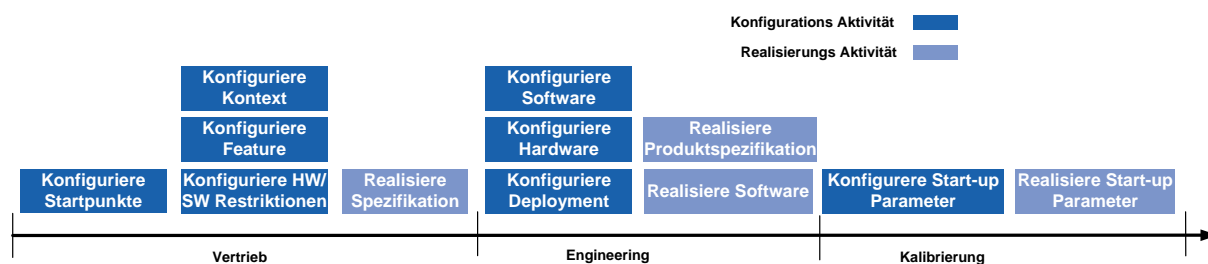 Konfigurations Aktivität
Realisierungs Aktivität
Konfiguriere
Kontext
Konfiguriere
Software
Konfiguriere
Feature
Konfiguriere
Hardware
Realisiere
Produktspezifikation
Konfiguriere
Startpunkte
Konfiguriere HW/
SW Restriktionen
Realisiere
Spezifikation
Konfiguriere
Deployment
Realisiere Software
Konfigurere Start-up
Parameter
Realisiere Start-up
Parameter
Vertrieb
Engineering
Kalibrierung